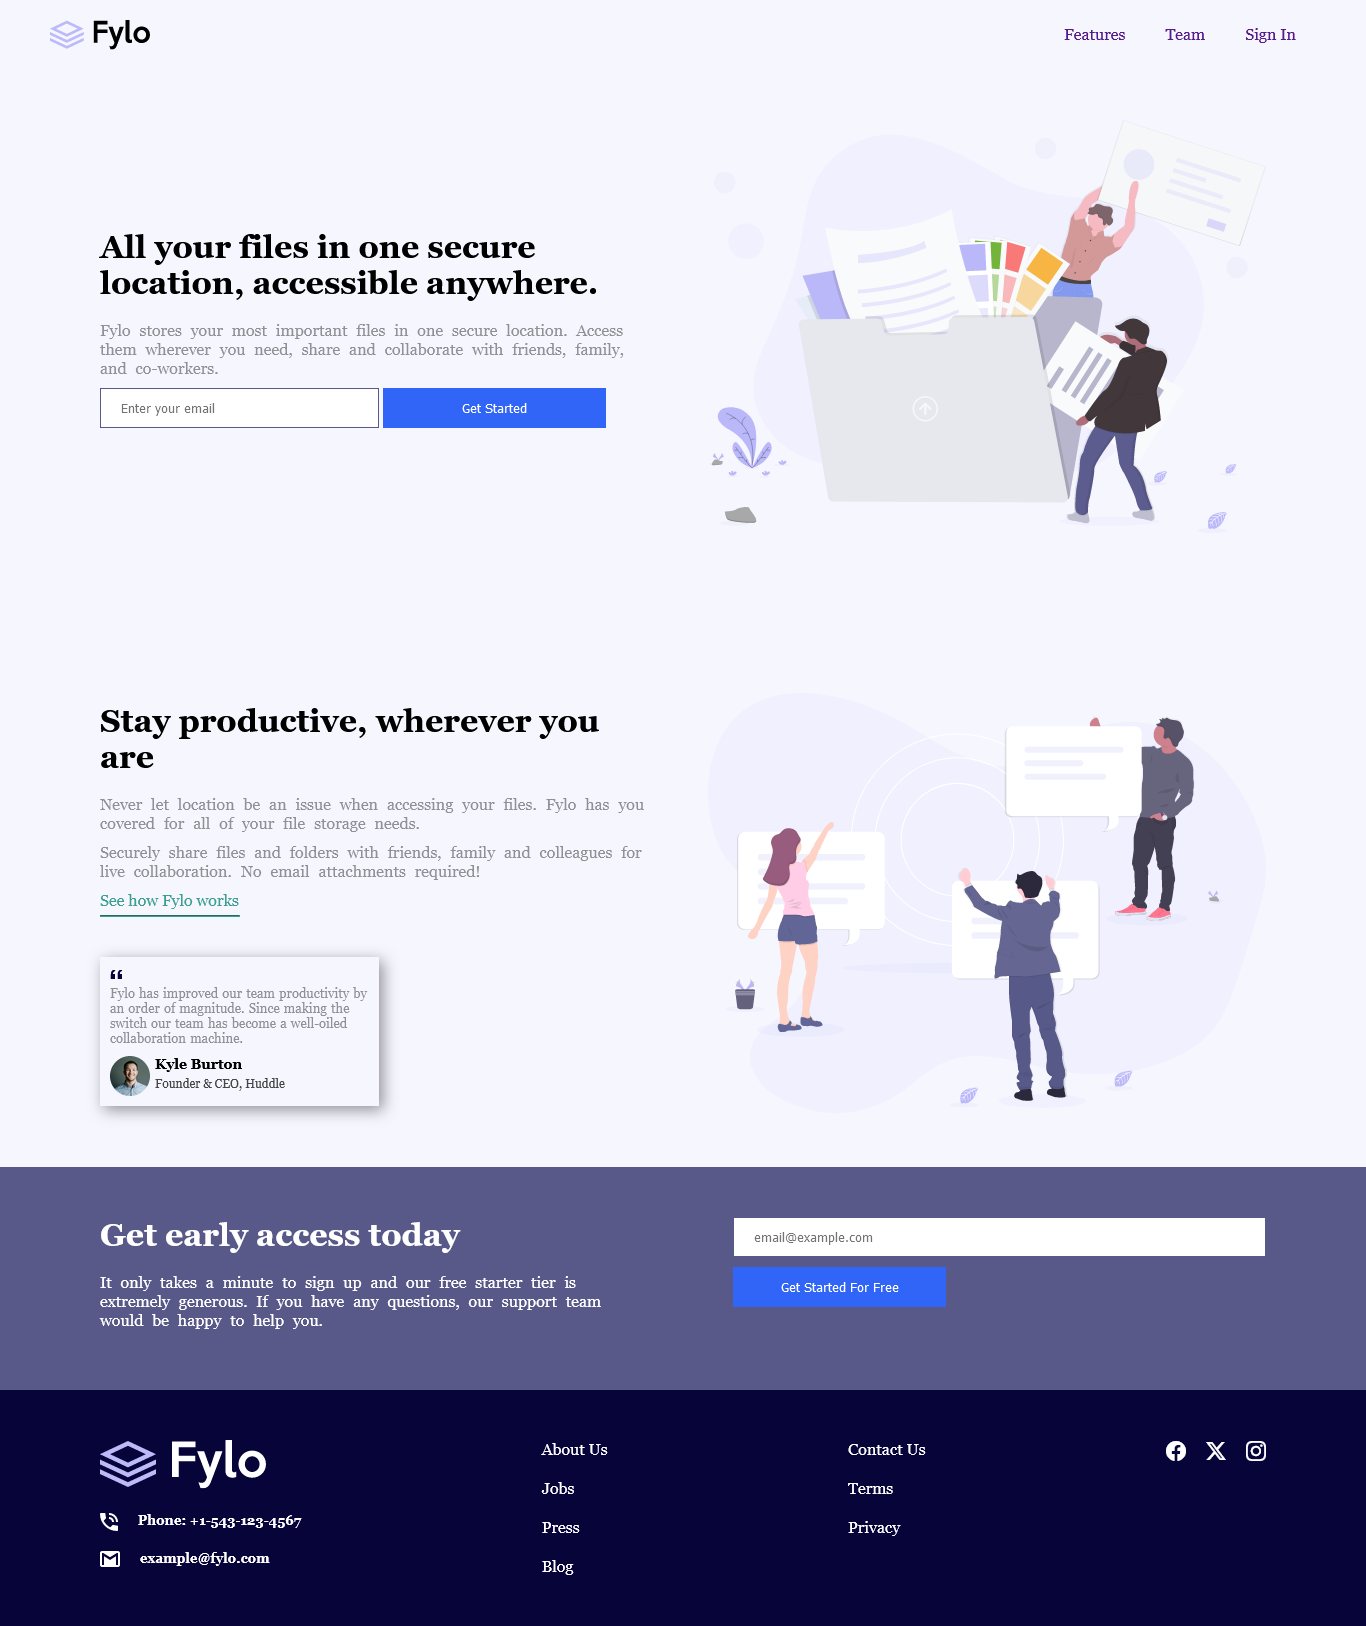 Fylo
Features
Team
Sign In
All your files in one secure
location, accessible anywhere.
Fylo stores your most important files in one secure location. Access
them wherever you need, share and collaborate with friends, family,
and co-workers.
Enter your email
Get Started
Stay productive, wherever you
are
Never let location be an issue when accessing your files. Fylo has you
covered for all of your file storage needs.
Securely share files and folders with friends, family and colleagues for
live collaboration. No email attachments required!
See how Fylo works
“
Fylo has improved our team productivity by
an order of magnitude. Since making the
switch our team has become a well-oiled
collaboration machine.
Kyle Burton
Founder & CEO, Huddle
Get early access today
It only takes a minute to sign up and our free starter tier is
extremely generous. If you have any questions, our support team
would be happy to help you.
email@example.com
Get Started For Free
Fylo
Phone: +1-543-123-4567
example@fylo.com
About Us
Jobs
Press
Blog
Contact Us
Terms
Privacy